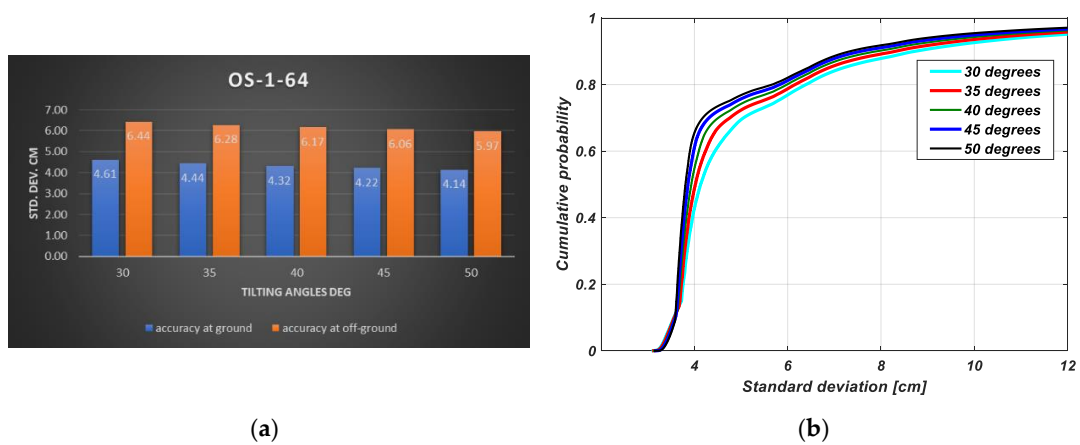 OS-1-64
STD. DEV. CM
7.00
6.00
5.00
4.00
3.00
2.00
1.00
0.00
4.61
6.44
4.44
6.28
4.32
6.17
4.22
6.06
4.14
5.97
30 35 40 45 50
TILTING ANGLES DEG
accuracy at ground accuracy at off-ground
(a)
Cumulative probability
1
0.8
0.6
0.4
0.2
0
30 degrees
35 degrees
40 degrees
45 degrees
50 degrees
4 6 8 10 12
Standard deviation [cm]
(b)